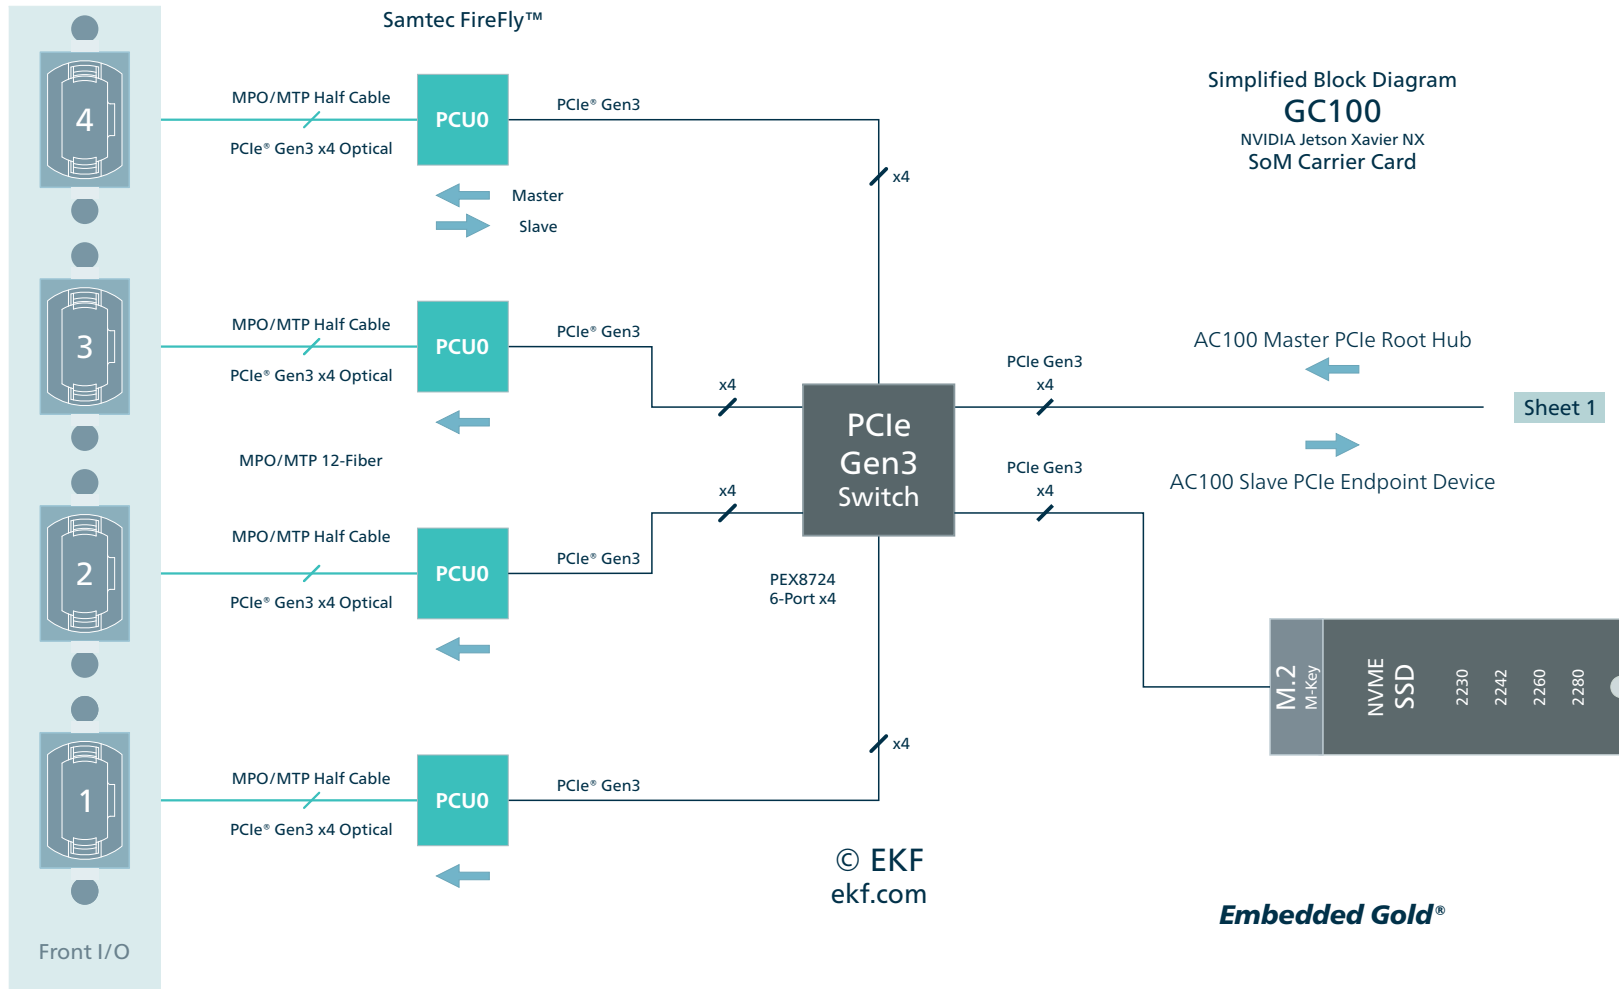 Samtec FireFly™
Simplified Block Diagram
GC100
NVIDIA Jetson Xavier NX
SoM Carrier Card
4
MPO/MTP Half Cable
PCIe® Gen3 x4 Optical
PCU0
PCIe® Gen3
x4
Master
Slave
3
MPO/MTP Half Cable
PCIe® Gen3 x4 Optical
PCU0
PCIe® Gen3
x4
MPO/MTP 12-Fiber
2
MPO/MTP Half Cable
PCIe® Gen3 x4 Optical
PCU0
PCIe® Gen3
x4
1
MPO/MTP Half Cable
PCIe® Gen3 x4 Optical
PCU0
PCIe® Gen3
x4
PCIe
Gen3
Switch
PEX8724
6-Port x4
PCIe Gen3
x4
AC100 Master PCIe Root Hub
Sheet 1
AC100 Slave PCIe Endpoint Device
PCIe Gen3
x4
M.2
M-Key
NVME
SSD
2230
2242
2260
2280
© EKF
ekf.com
Embedded Gold®
Front I/O